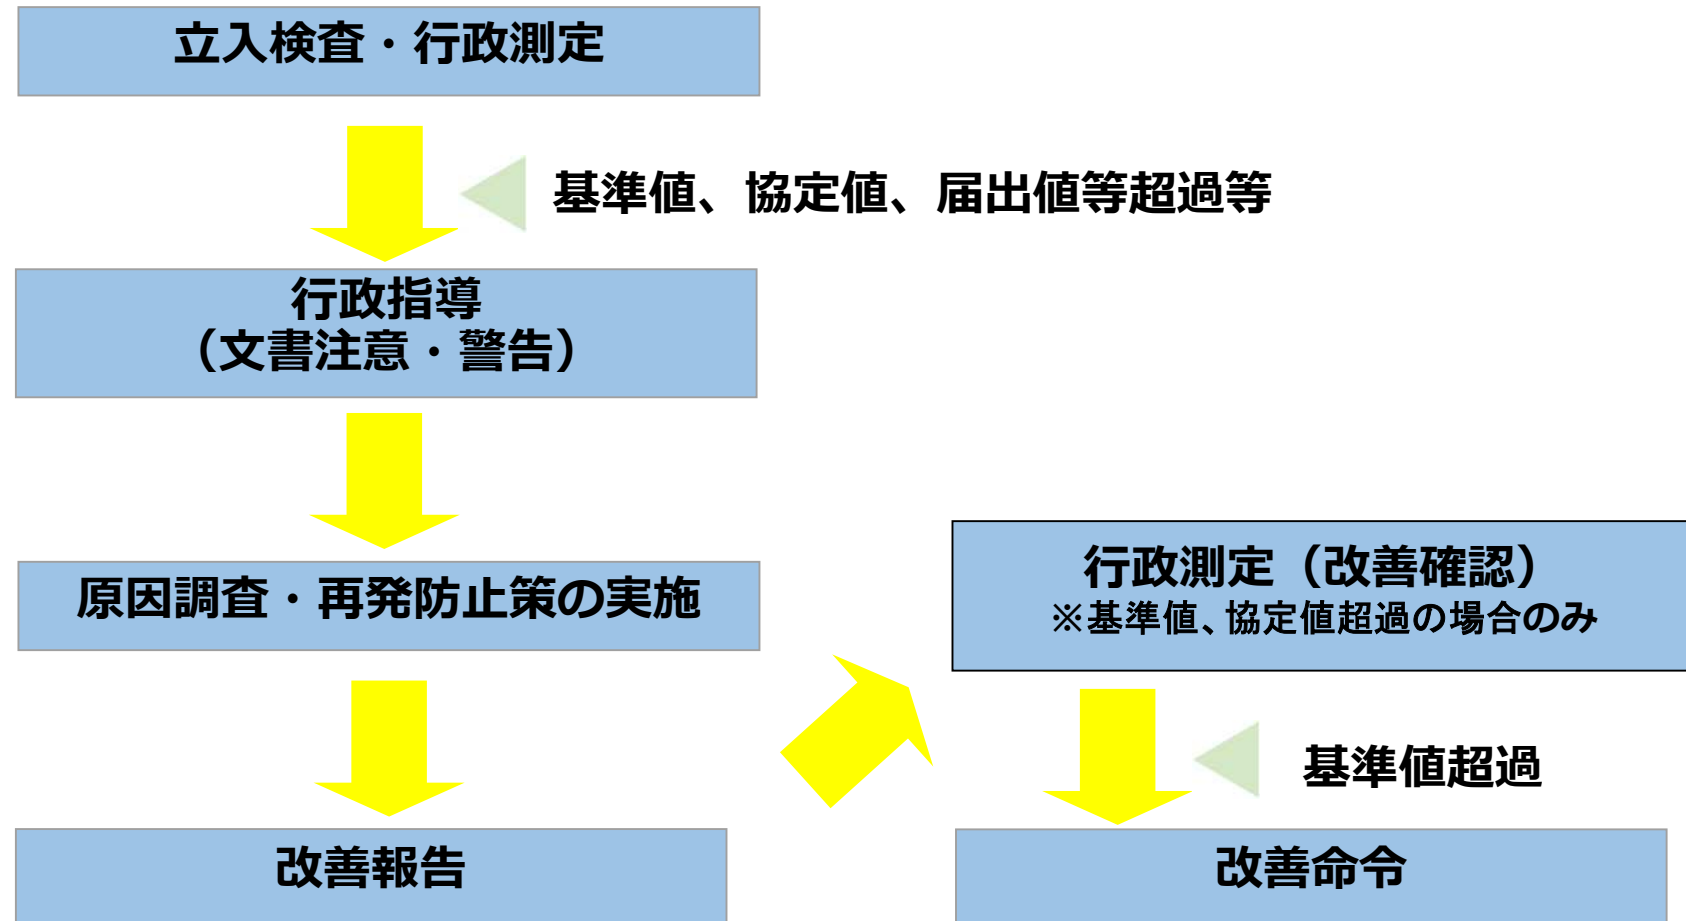 立入検査・行政測定
基準値、協定値、届出値等超過等
行政指導
（文書注意・警告）
原因調査・再発防止策の実施
改善報告
行政測定（改善確認）
※基準値、協定値超過の場合のみ
基準値超過
改善命令